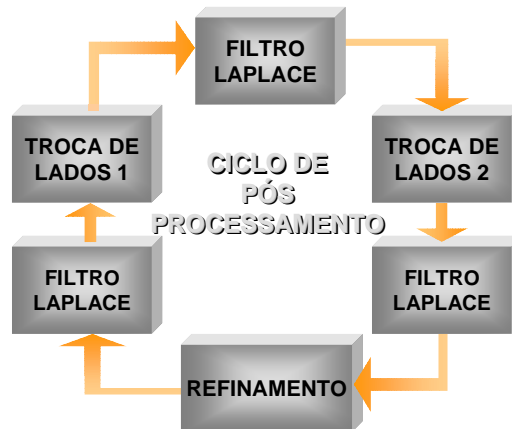 FILTRO
LAPLACE
TROCA DE
LADOS 1
CICLO DE
PÓS
PROCESSAMENTO
TROCA DE
LADOS 2
FILTRO
LAPLACE
FILTRO
LAPLACE
REFINAMENTO